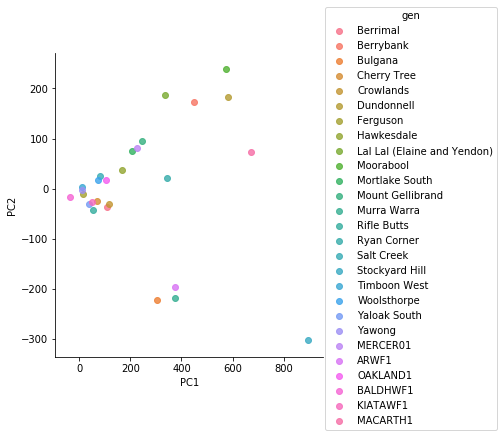 gen
Berrimal
Berrybank
Bulgana
Cherry Tree
Crowlands
Dundonnell
Ferguson
Hawkesdale
Lal Lal (Elaine and Yendon)
Moorabool
Mortlake South
Mount Gellibrand
Murra Warra
Rifle Butts
Ryan Corner
Salt Creek
Stockyard Hill
Timboon West
Woolsthorpe
Yaloak South
Yawong
MERCER01
ARWF1
OAKLAND1
BALDHWF1
KIATAWF1
MACARTH1
PC2
200
100
0
−100
−200
−300
0
200
400
600
800
PC1